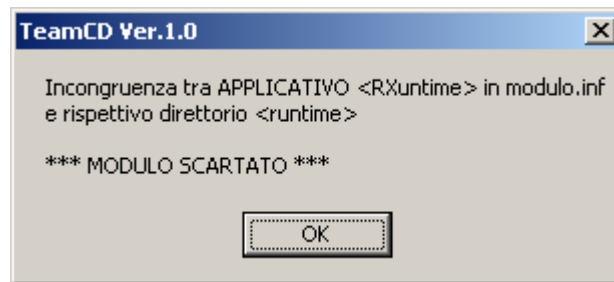 TeamCD Ver.1.0
Incongruenza tra APPLICATIVO <RXuntime> in modulo.inf
e rispettivo direttorio <runtime>
*** MODULO SCARTATO ***
OK